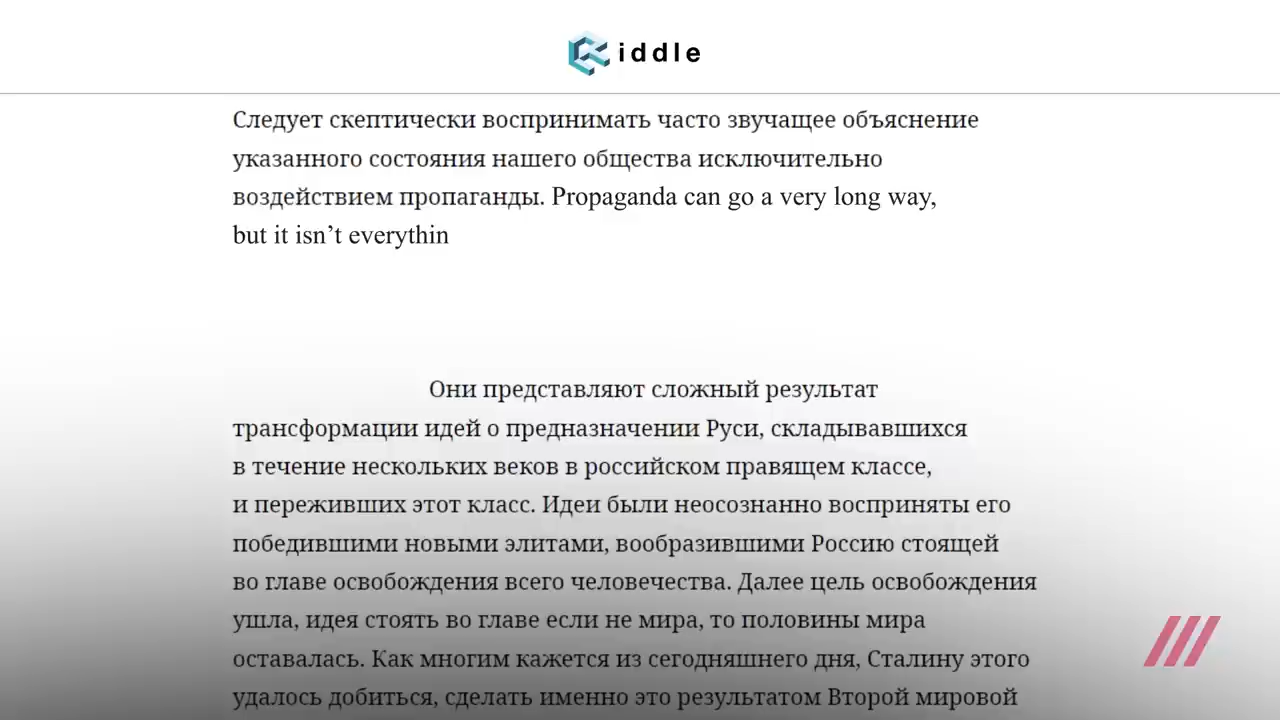 iddle
Следует скептически воспринимать часто звучащее объяснение
указанного состояния нашего общества исключительно
воздействием пропаганды. Propaganda can go a very long way,
but it isn’t everythin
Они представляют сложный результат
трансформации идей о предназначении Руси, складывавшихся
в течение нескольких веков в российском правящем классе,
и переживших этот класс. Идеи были неосознанно восприняты его
победившими новыми элитами, вообразившими Россию стоящей
во главе освобождения всего человечества. Далее цель освобождения
ушла, идея стоять во главе если не мира, то половины мира
оставалась. Как многим кажется из сегодняшнего дня, Сталину этого
удалось добиться, сделать именно это результатом Второй мировой